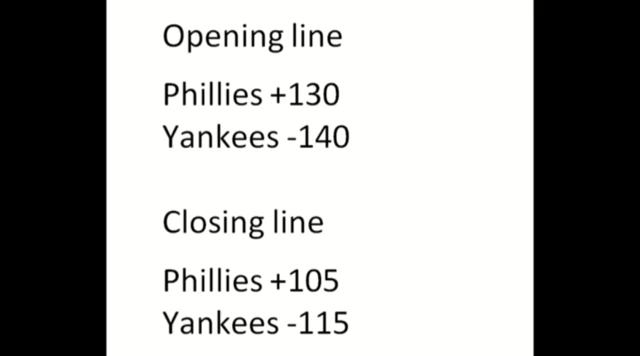 Opening line
Phillies +130
Yankees -140
Closing line
Phillies +105
Yankees -115